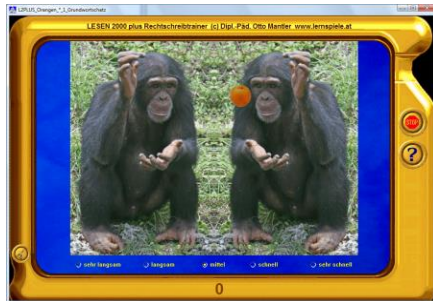 L2PLUS_Orangen_*_1_Grundwortschatz
LESEN 2000 plus Rechtschreibtrainer (c) Dipl.-Päd. Otto Mantler www.lernspiele.at
STOP
?
sehr langsam langsam mittel schnell sehr schnell
0